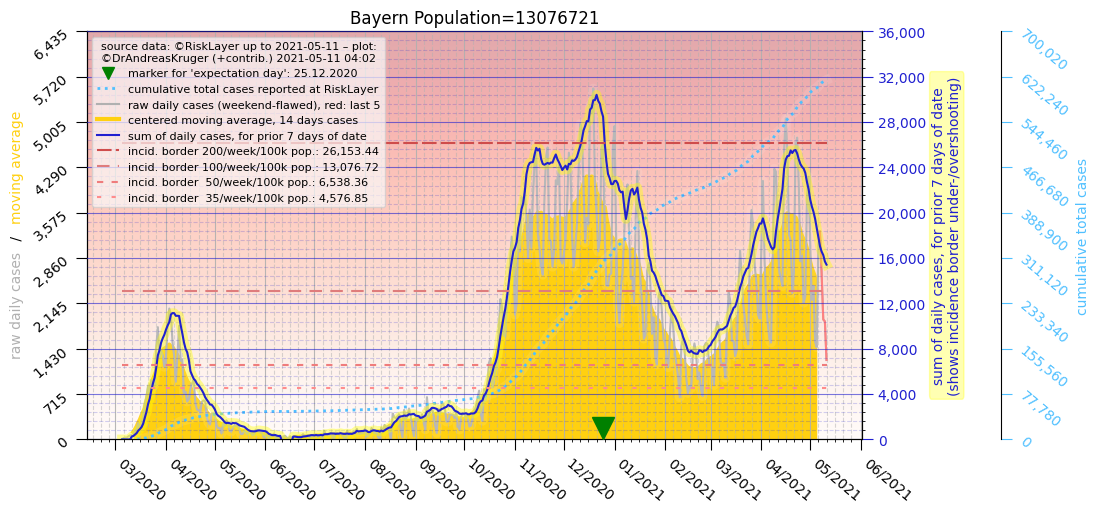 Bayern Population=13076721
source data: ©RiskLayer up to 2021-05-11 – plot:
©DrAndreasKruger (+contrib.) 2021-05-11 04:02
marker for 'expectation day': 25.12.2020
cumulative total cases reported at RiskLayer
raw daily cases (weekend-flawed), red: last 5
centered moving average, 14 days cases
sum of daily cases, for prior 7 days of date
incid. border 200/week/100k pop.: 26,153.44
incid. border 100/week/100k pop.: 13,076.72
incid. border  50/week/100k pop.: 6,538.36
incid. border  35/week/100k pop.: 4,576.85
raw daily cases   /   moving average
6,435
5,720
5,005
4,290
3,575
2,860
2,145
1,430
715
0
03/2020
04/2020
05/2020
06/2020
07/2020
08/2020
09/2020
10/2020
11/2020
12/2020
01/2021
02/2021
03/2021
04/2021
05/2021
06/2021
36,000
32,000
28,000
24,000
20,000
16,000
12,000
8,000
4,000
0
sum of daily cases, for prior 7 days of date
(shows incidence border under-/overshooting)
700,020
622,240
544,460
466,680
388,900
311,120
233,340
155,560
77,780
0
cumulative total cases